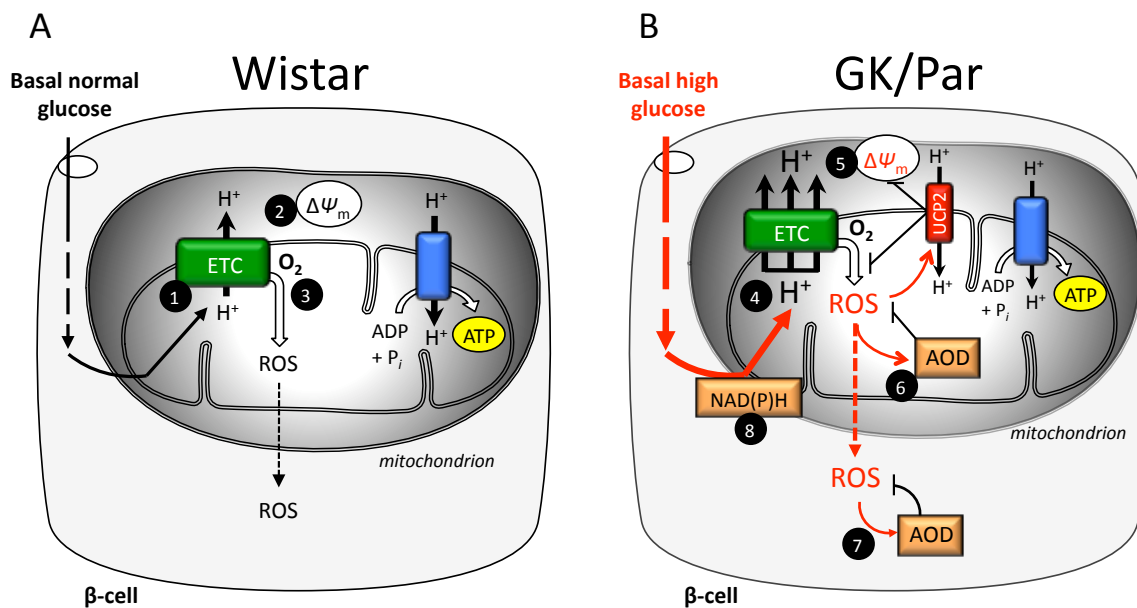 A
Wistar
Basal normal
glucose
H⁺
2
ΔΨm
H⁺
ETC
O₂
1
3
H⁺
ADP
+ Pi
H⁺
ATP
ROS
mitochondrion
ROS
β-cell
B
GK/Par
Basal high
glucose
H⁺
5
ΔΨm
H⁺
H⁺
UCP2
ETC
O₂
4
H⁺
ROS
H⁺
ADP
+ Pi
H⁺
ATP
AOD
6
NAD(P)H
8
mitochondrion
ROS
AOD
7
β-cell